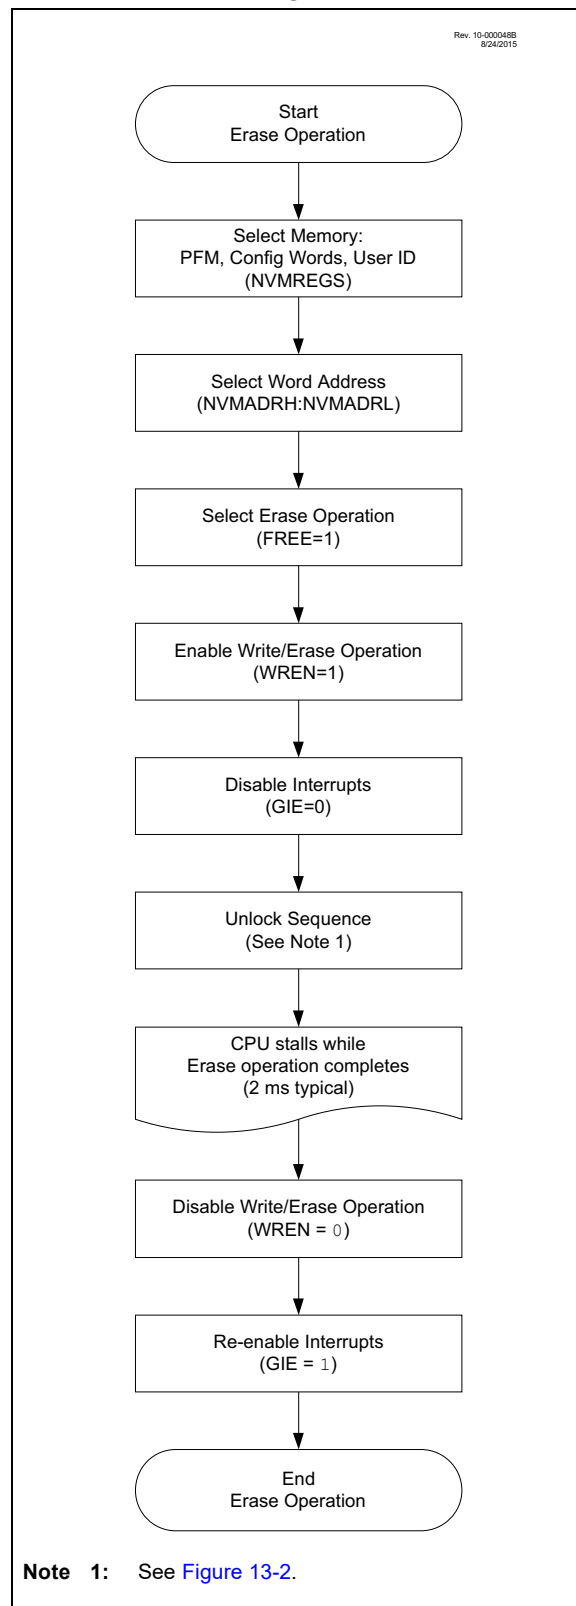 Rev. 10-000048B
8/24/2015
Start
Erase Operation
Select Memory:
PFM, Config Words, User ID
(NVMREGS)
Select Word Address
(NVMADRH:NVMADRL)
Select Erase Operation
(FREE=1)
Enable Write/Erase Operation
(WREN=1)
Disable Interrupts
(GIE=0)
Unlock Sequence
(See Note 1)
CPU stalls while
Erase operation completes
(2 ms typical)
Disable Write/Erase Operation
(WREN = 0)
Re-enable Interrupts
(GIE = 1)
End
Erase Operation
Note 1: See Figure 13-2.